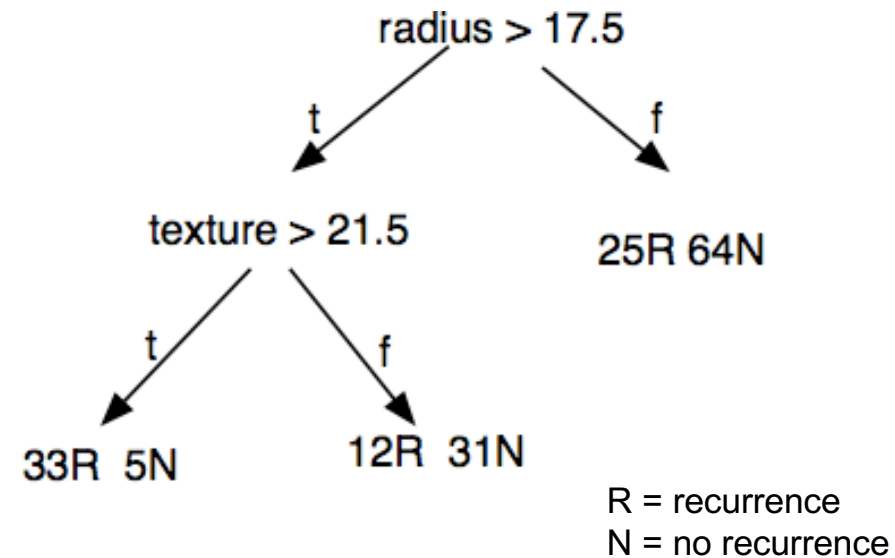 radius > 17.5
t
f
texture > 21.5
25R 64N
t
f
33R 5N
12R 31N
R = recurrence
N = no recurrence